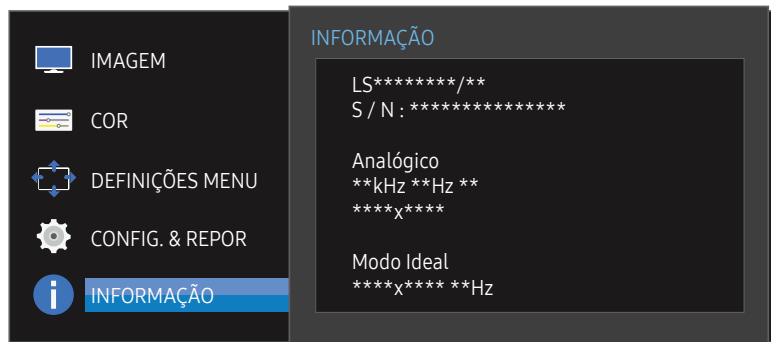 IMAGEM
COR
DEFINIÇÕES MENU
CONFIG. & REPOR
INFORMAÇÃO
INFORMAÇÃO
LS********/**
S / N : ***************
Analógico
**kHz **Hz **
****x****
Modo Ideal
****x**** **Hz